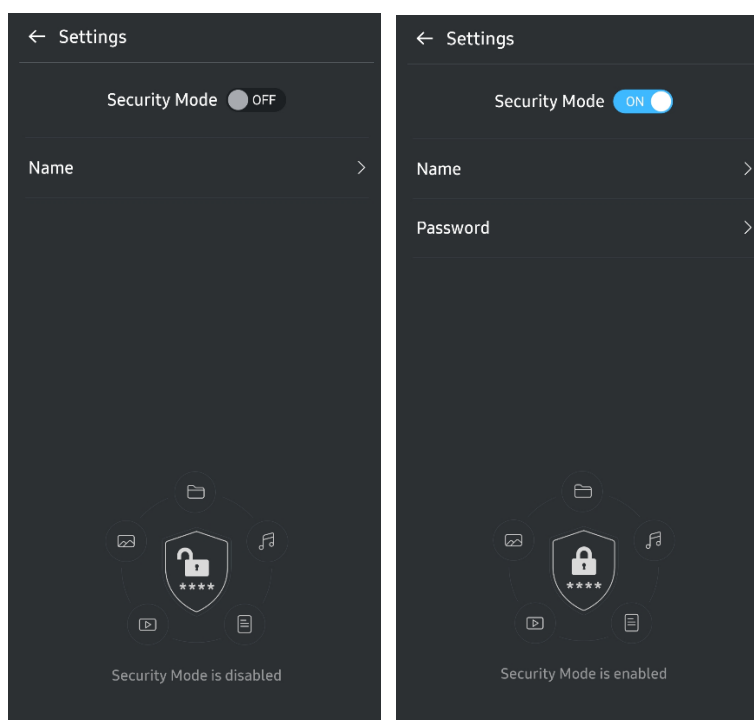 Settings
Security Mode OFF
Name
****
Security Mode is disabled
Settings
Security Mode ON
Name
Password
****
Security Mode is enabled